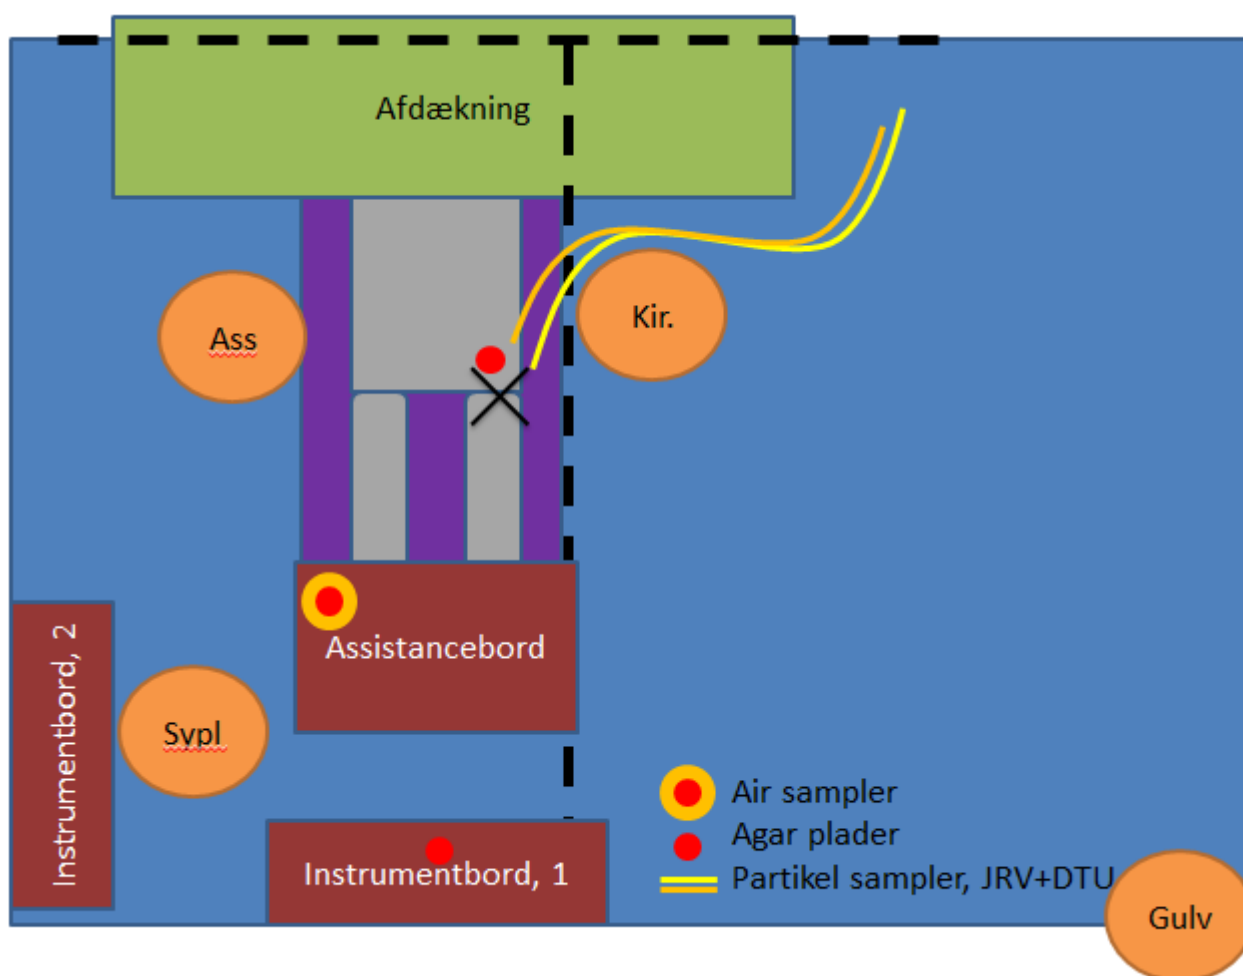 Afdækning
Ass
Kir.
Assistancebord
Instrumentbord, 2
Sypl
Air sampler
Agar plader
Partikel sampler, JRV+DTU
Instrumentbord, 1
Gulv